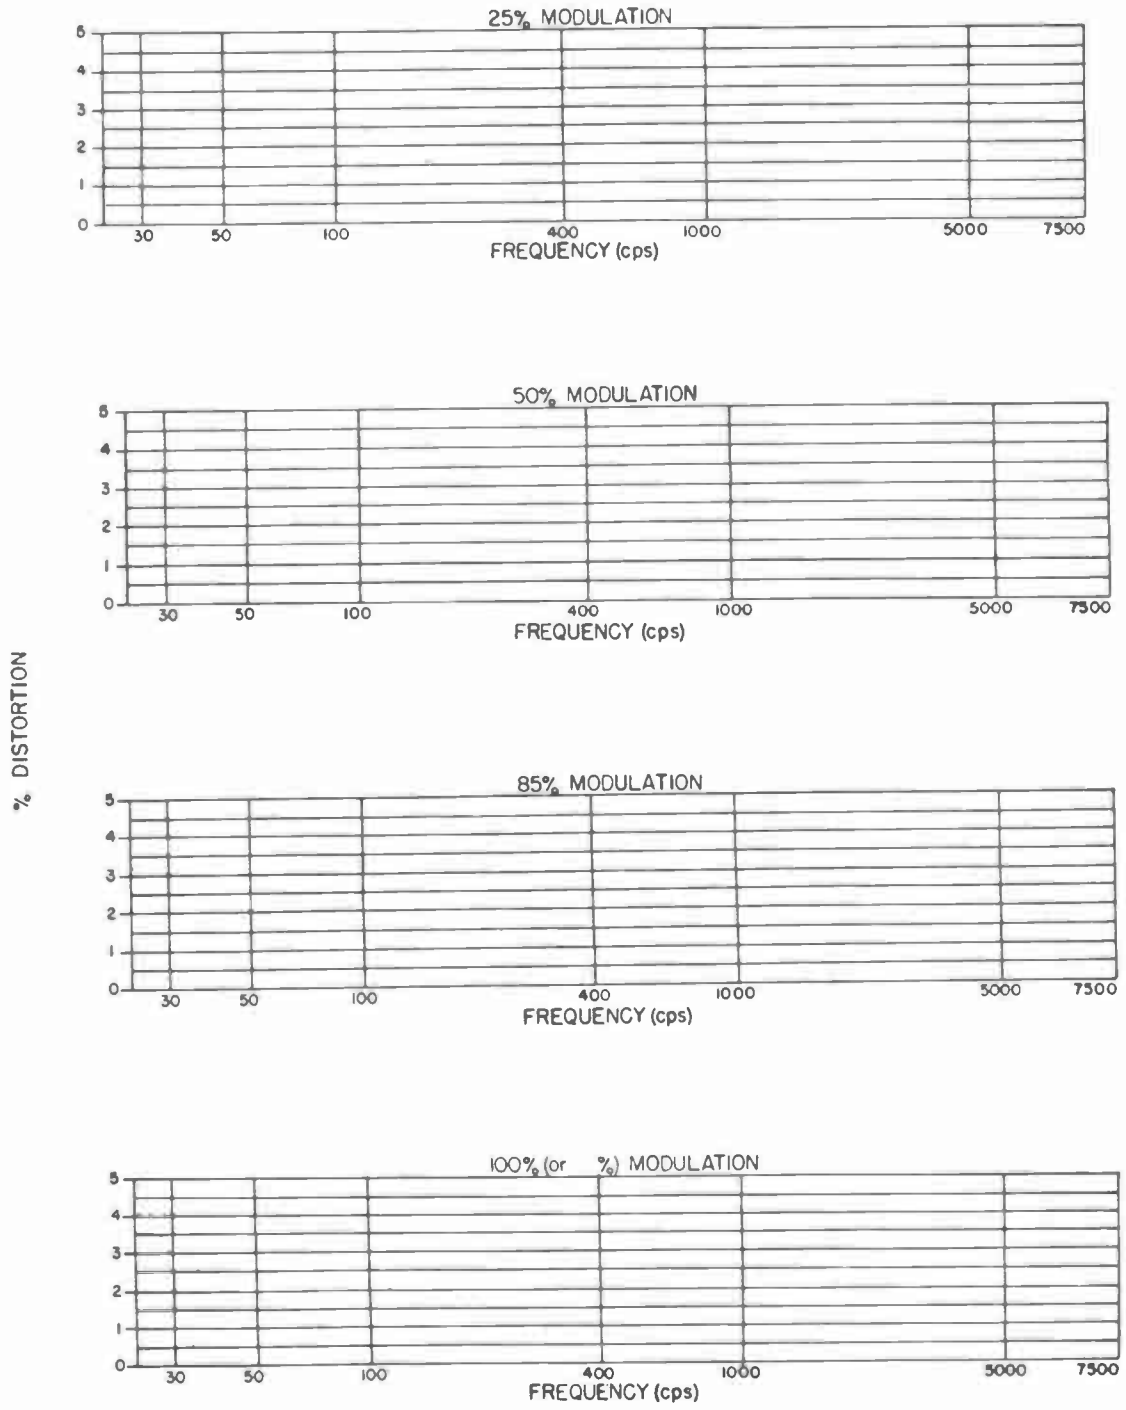 25% MODULATION
5
4
3
2
1
0
30 50 100 400 1000 5000 7500
FREQUENCY (cps)
50% MODULATION
5
4
3
2
1
0
30 50 100 400 1000 5000 7500
FREQUENCY (cps)
% DISTORTION
85% MODULATION
5
4
3
2
1
0
30 50 100 400 1000 5000 7500
FREQUENCY (cps)
100% (or %) MODULATION
5
4
3
2
1
0
30 50 100 400 1000 5000 7500
FREQUENCY (cps)